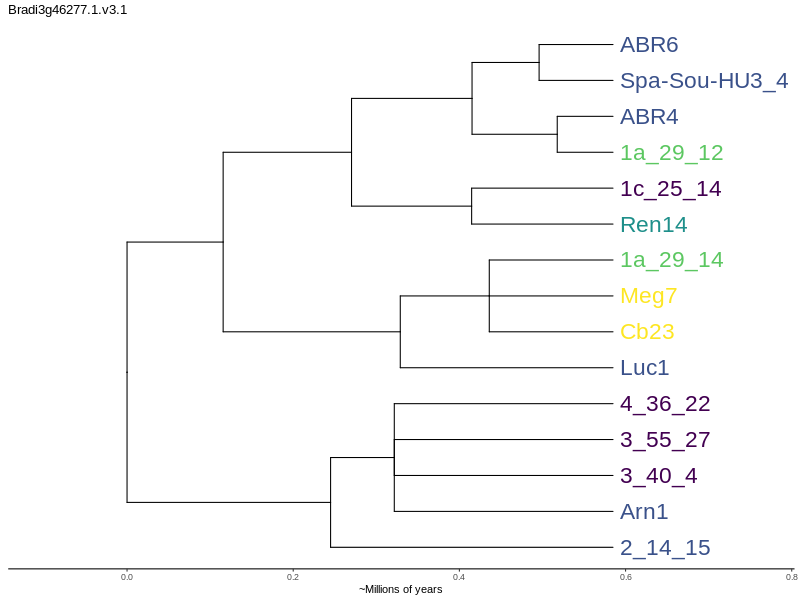 Bradi3g46277.1.v3.1
ABR6
Spa-Sou-HU3_4
ABR4
1a_29_12
1c_25_14
Ren14
1a_29_14
Meg7
Cb23
Luc1
4_36_22
3_55_27
3_40_4
Arn1
2_14_15
0.0 0.2 0.4 0.6 0.8
~Millions of years